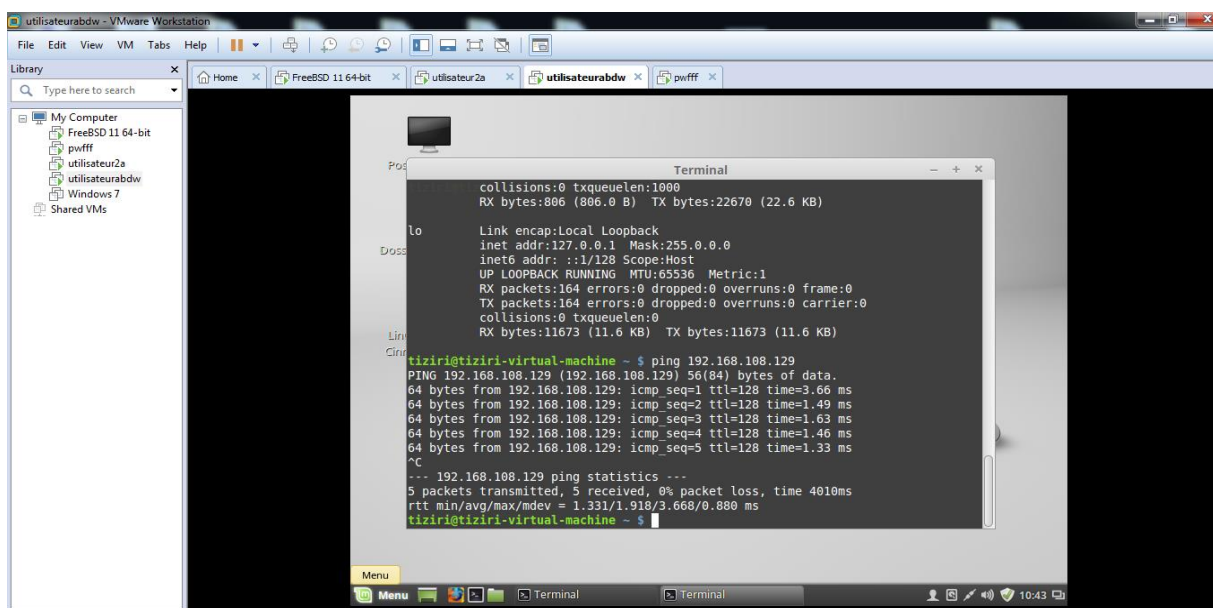 utilisateurabdw - VMware Workstation
File Edit View VM Tabs Help
Library
Type here to search
My Computer
FreeBSD 11 64-bit
pwfff
utilisateur2a
utilisateurabdw
Windows 7
Shared VMs
Home FreeBSD 11 64-bit utilisateur2a utilisateurabdw pwfff
Terminal
collisions:0 txqueuelen:1000
RX bytes:806 (806.0 B) TX bytes:22670 (22.6 KB)
lo Link encap:Local Loopback
inet addr:127.0.0.1 Mask:255.0.0.0
inet6 addr: ::1/128 Scope:Host
UP LOOPBACK RUNNING MTU:65536 Metric:1
RX packets:164 errors:0 dropped:0 overruns:0 frame:0
TX packets:164 errors:0 dropped:0 overruns:0 carrier:0
collisions:0 txqueuelen:0
RX bytes:11673 (11.6 KB) TX bytes:11673 (11.6 KB)
tiziri@tiziri-virtual-machine ~ $ ping 192.168.108.129
PING 192.168.108.129 (192.168.108.129) 56(84) bytes of data.
64 bytes from 192.168.108.129: icmp_seq=1 ttl=128 time=3.66 ms
64 bytes from 192.168.108.129: icmp_seq=2 ttl=128 time=1.49 ms
64 bytes from 192.168.108.129: icmp_seq=3 ttl=128 time=1.63 ms
64 bytes from 192.168.108.129: icmp_seq=4 ttl=128 time=1.46 ms
64 bytes from 192.168.108.129: icmp_seq=5 ttl=128 time=1.33 ms
^C
--- 192.168.108.129 ping statistics ---
5 packets transmitted, 5 received, 0% packet loss, time 4010ms
rtt min/avg/max/mdev = 1.331/1.918/3.668/0.880 ms
tiziri@tiziri-virtual-machine ~ $
Menu
Menu Terminal Terminal 10:43